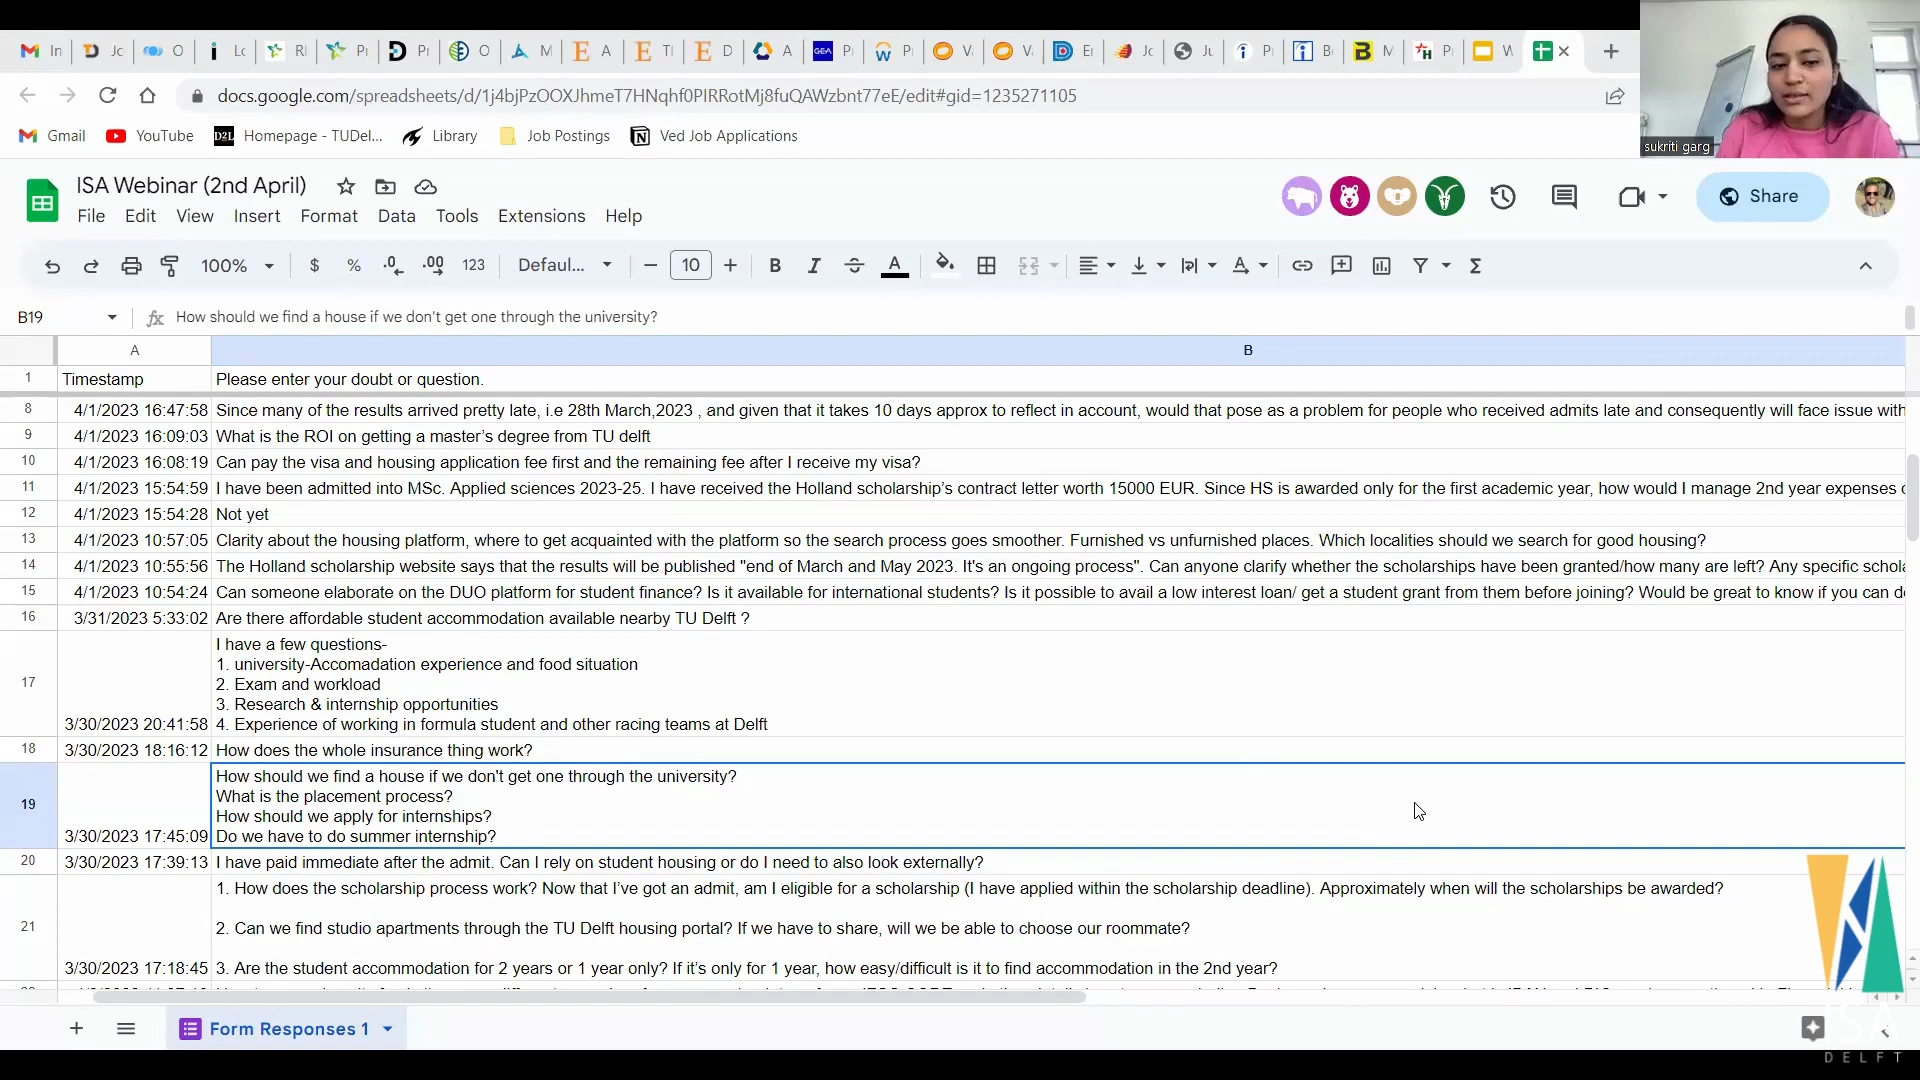 In
Jc
O
Lc
RI
Pr
Pr
O
M
A
TI
D
A
Pi
P
V
V
Er
Jc
Ju
Pi
B
M
Pi
W
docs.google.com/spreadsheets/d/1j4bjPzOOXJhmeT7HNqhf0PIRRotMj8fuQAWzbnt77eE/edit#gid=1235271105
sukriti garg
Gmail
YouTube
Homepage - TUDel...
Library
Job Postings
Ved Job Applications
ISA Webinar (2nd April)
File Edit View Insert Format Data Tools Extensions Help
Share
100% $ % .0 .00 123 Defaul... 10 B I A
B19 fx How should we find a house if we don't get one through the university?
A B
1 Timestamp Please enter your doubt or question.
8 4/1/2023 16:47:58 Since many of the results arrived pretty late, i.e 28th March,2023 , and given that it takes 10 days approx to reflect in account, would that pose as a problem for people who received admits late and consequently will face issue with
9 4/1/2023 16:09:03 What is the ROI on getting a master's degree from TU delft
10 4/1/2023 16:08:19 Can pay the visa and housing application fee first and the remaining fee after I receive my visa?
11 4/1/2023 15:54:59 I have been admitted into MSc. Applied sciences 2023-25. I have received the Holland scholarship's contract letter worth 15000 EUR. Since HS is awarded only for the first academic year, how would I manage 2nd year expenses
12 4/1/2023 15:54:28 Not yet
13 4/1/2023 10:57:05 Clarity about the housing platform, where to get acquainted with the platform so the search process goes smoother. Furnished vs unfurnished places. Which localities should we search for good housing?
14 4/1/2023 10:55:56 The Holland scholarship website says that the results will be published "end of March and May 2023. It's an ongoing process". Can anyone clarify whether the scholarships have been granted/how many are left? Any specific schola
15 4/1/2023 10:54:24 Can someone elaborate on the DUO platform for student finance? Is it available for international students? Is it possible to avail a low interest loan/ get a student grant from them before joining? Would be great to know if you can d
16 3/31/2023 5:33:02 Are there affordable student accommodation available nearby TU Delft ?
I have a few questions-
1. university-Accomadation experience and food situation
17 2. Exam and workload
3. Research & internship opportunities
3/30/2023 20:41:58 4. Experience of working in formula student and other racing teams at Delft
18 3/30/2023 18:16:12 How does the whole insurance thing work?
How should we find a house if we don't get one through the university?
19 What is the placement process?
How should we apply for internships?
3/30/2023 17:45:09 Do we have to do summer internship?
20 3/30/2023 17:39:13 I have paid immediate after the admit. Can I rely on student housing or do I need to also look externally?
1. How does the scholarship process work? Now that I've got an admit, am I eligible for a scholarship (I have applied within the scholarship deadline). Approximately when will the scholarships be awarded?
21 2. Can we find studio apartments through the TU Delft housing portal? If we have to share, will we be able to choose our roommate?
3/30/2023 17:18:45 3. Are the student accommodation for 2 years or 1 year only? If it's only for 1 year, how easy/difficult is it to find accommodation in the 2nd year?
Form Responses 1
ISA
DELFT